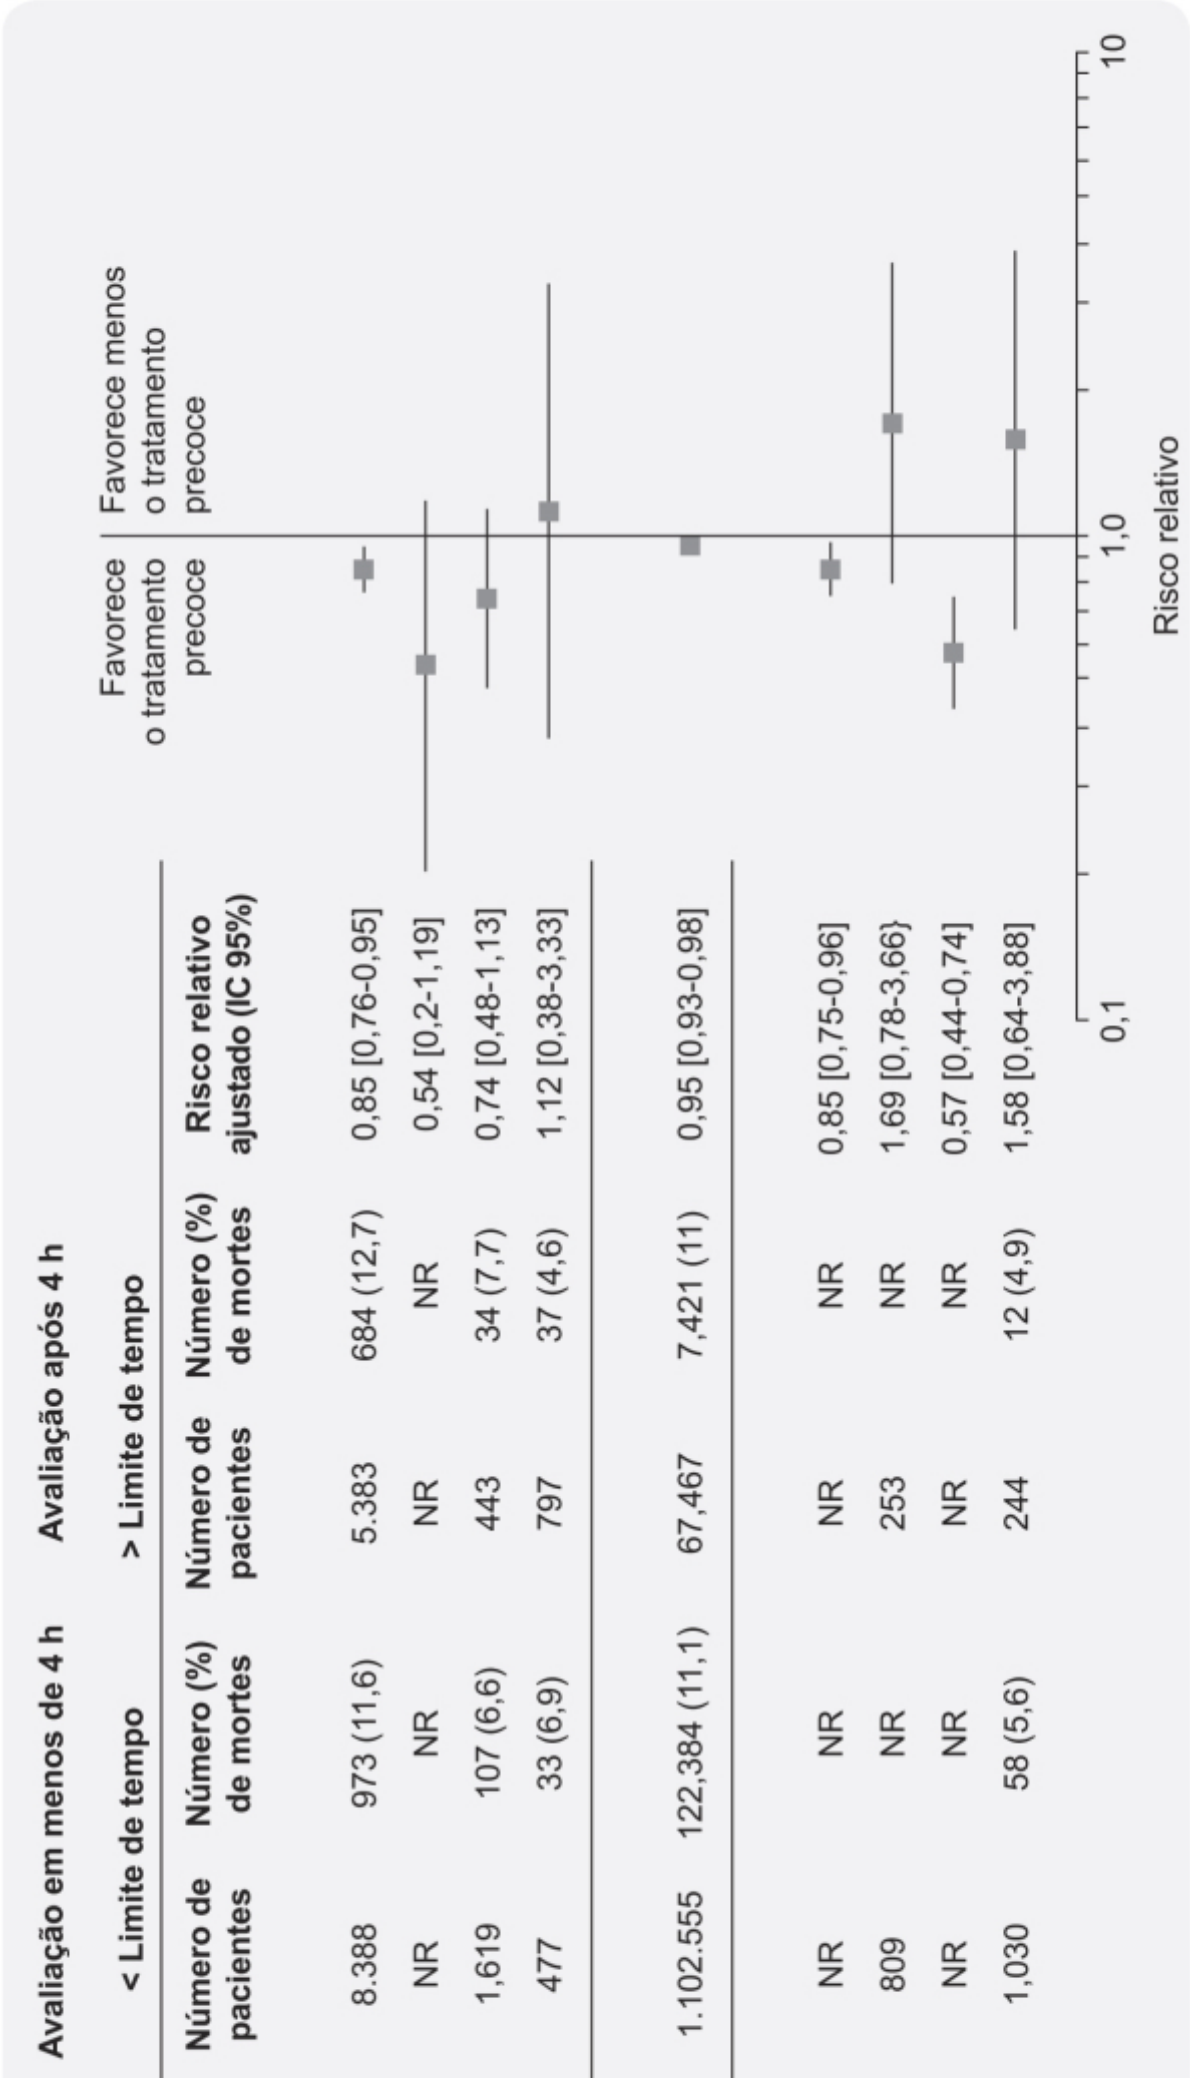 Avaliação em menos de 4 h Avaliação após 4 h
< Limite de tempo > Limite de tempo
Favorece Favorece menos
o tratamento o tratamento
precoce precoce
Número de Número (%) Número de Número (%) Risco relativo
pacientes de mortes pacientes de mortes ajustado (IC 95%)
8.388 973 (11,6) 5.383 684 (12,7) 0,85 [0,76-0,95]
NR NR NR NR 0,54 [0,2-1,19]
1,619 107 (6,6) 443 34 (7,7) 0,74 [0,48-1,13]
477 33 (6,9) 797 37 (4,6) 1,12 [0,38-3,33]
1.102.555 122,384 (11,1) 67,467 7,421 (11) 0,95 [0,93-0,98]
NR NR NR NR 0,85 [0,75-0,96]
809 NR 253 NR 1,69 [0,78-3,66}
NR NR NR NR 0,57 [0,44-0,74]
1,030 58 (5,6) 244 12 (4,9) 1,58 [0,64-3,88]
0,1 1,0 10
Risco relativo